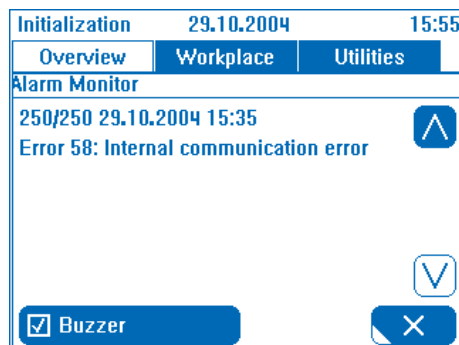 Initialization 29.10.2004 15:55
Overview Workplace Utilities
Alarm Monitor
250/250 29.10.2004 15:35
Error 58: Internal communication error
Buzzer